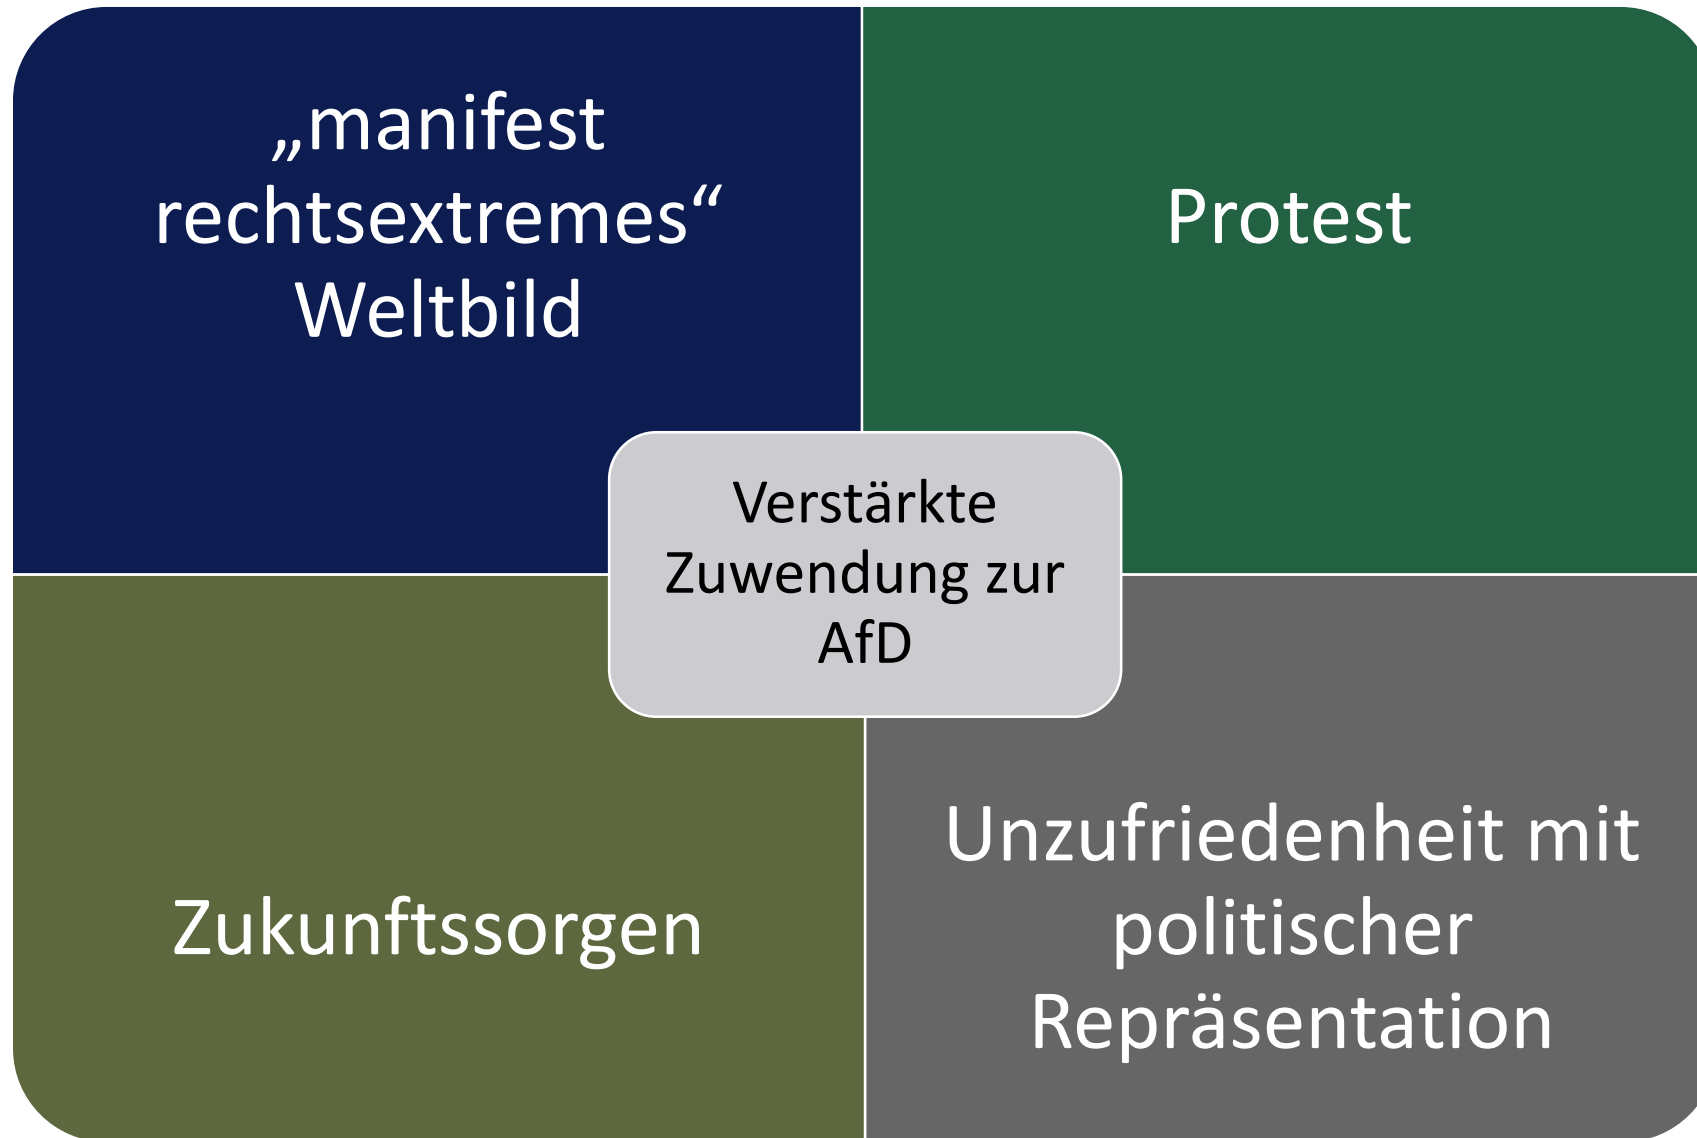 „manifest
rechtsextremes“
Weltbild
Protest
Verstärkte
Zuwendung zur
AfD
Zukunftssorgen
Unzufriedenheit mit
politischer
Repräsentation